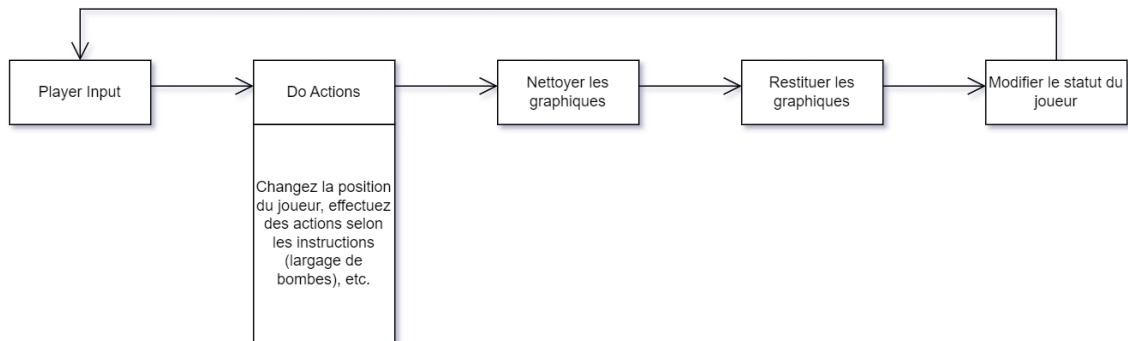 Player Input
Do Actions
Nettoyer les
graphiques
Restituer les
graphiques
Modifier le statut du
joueur
Changez la position
du joueur, effectuez
des actions selon
les instructions
(largage de
bombes), etc.